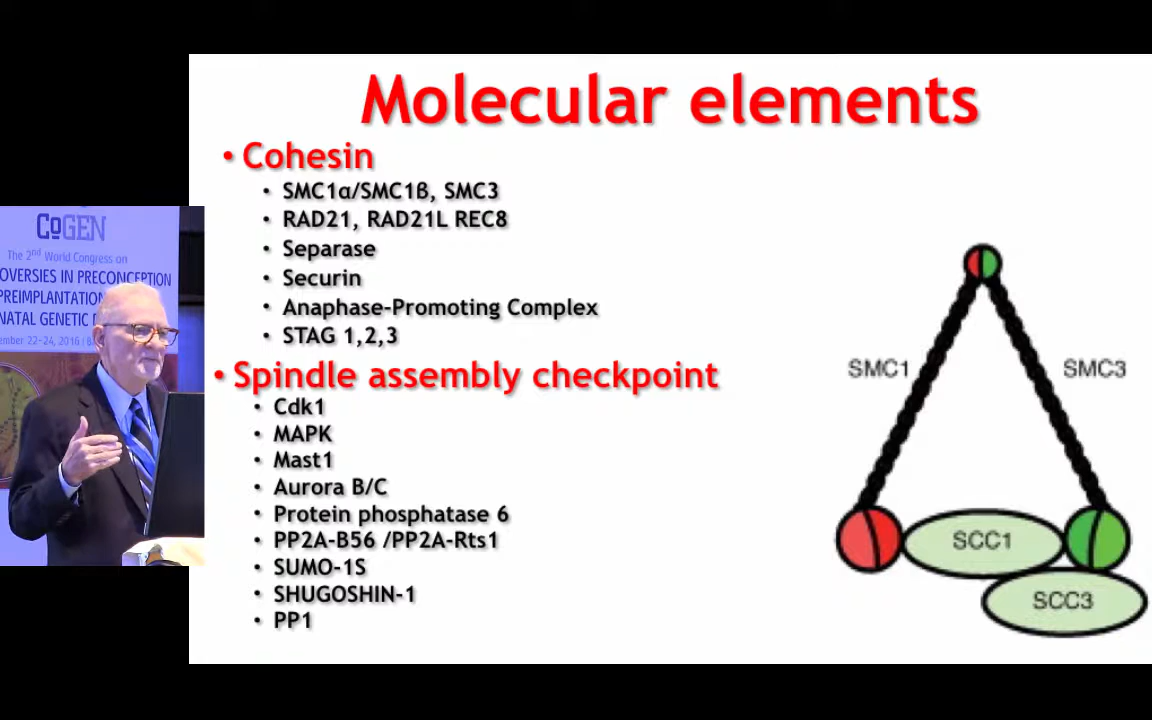 Molecular elements
• Cohesin
• SMC1α/SMC1B, SMC3
• RAD21, RAD21L REC8
• Separase
• Securin
• Anaphase-Promoting Complex
• STAG 1,2,3
• Spindle assembly checkpoint
• Cdk1
• MAPK
• Mast1
• Aurora B/C
• Protein phosphatase 6
• PP2A-B56 /PP2A-Rts1
• SUMO-1S
• SHUGOSHIN-1
• PP1
SMC1
SMC3
SCC1
SCC3
CoGEN
The 2nd World Congress on
OVERSIES IN PRECONCEPTION
PREIMPLANTATION
NATAL GENETIC
22-24, 2016